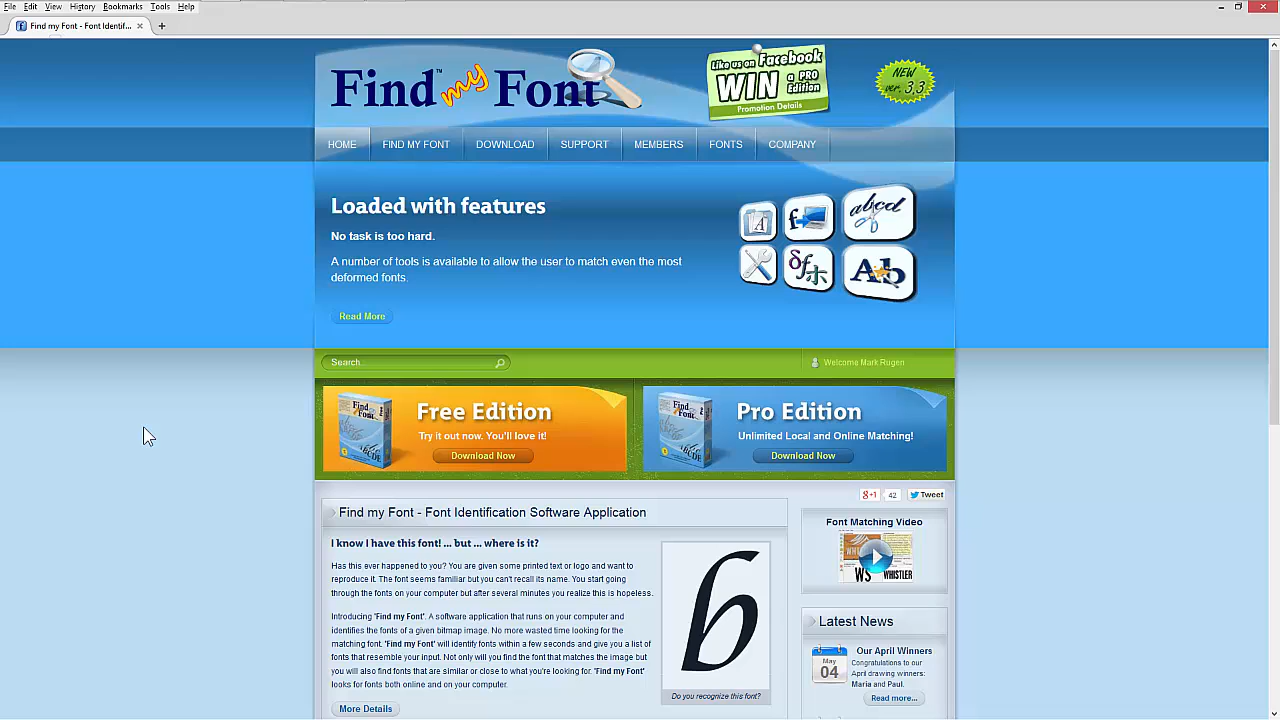 File Edit View History Bookmarks Tools Help
Find my Font - Font Identif...
Find my Font™
Like us on Facebook
WIN a PRO Edition
Promotion Details
NEW
ver. 3.3
HOME FIND MY FONT DOWNLOAD SUPPORT MEMBERS FONTS COMPANY
Loaded with features
No task is too hard.
A number of tools is available to allow the user to match even the most
deformed fonts.
Read More
abcd
Ab
Search
Welcome Mark Rugen
Free Edition
Try it out now. You'll love it!
Download Now
Pro Edition
Unlimited Local and Online Matching!
Download Now
g+1 42 Tweet
Find my Font - Font Identification Software Application
I know I have this font! ... but ... where is it?
Has this ever happened to you? You are given some printed text or logo and want to
reproduce it. The font seems familiar but you can't recall its name. You start going
through the fonts on your computer but after several minutes you realize this is hopeless.
Introducing 'Find my Font'. A software application that runs on your computer and
identifies the fonts of a given bitmap image. No more wasted time looking for the
matching font. 'Find my Font' will identify fonts within a few seconds and give you a list of
fonts that resemble your input. Not only will you find the font that matches the image but
you will also find fonts that are similar or close to what you're looking for. 'Find my Font'
looks for fonts both online and on your computer.
More Details
b
Do you recognize this font?
Font Matching Video
WHISTLER
Latest News
May
04
Our April Winners
Congratulations to our
April drawing winners:
Maria and Paul.
Read more...